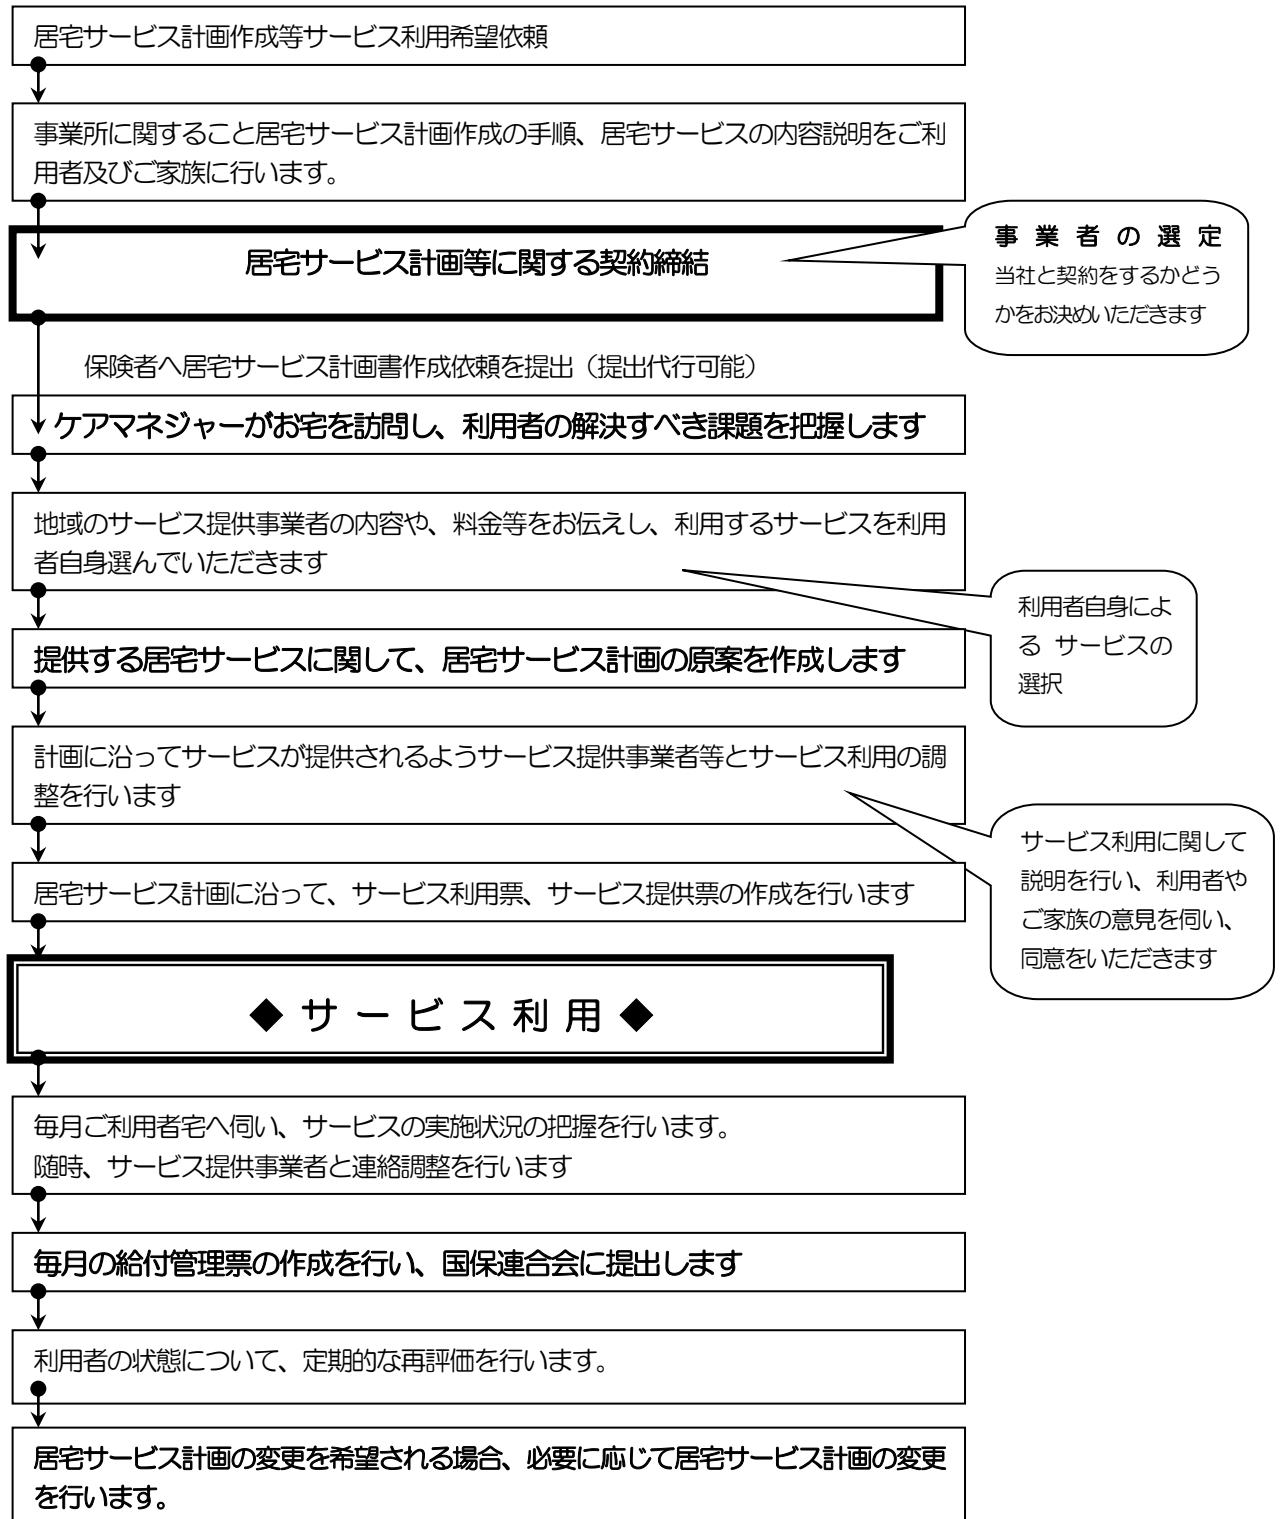 居宅サービス計画作成等サービス利用希望依頼
事業所に関すること居宅サービス計画作成の手順、居宅サービスの内容説明をご利
用者及びご家族に行います。
居宅サービス計画等に関する契約締結
事業者の選定
当社と契約をするかどう
かをお決めいただきます
保険者へ居宅サービス計画書作成依頼を提出（提出代行可能）
ケアマネジャーがお宅を訪問し、利用者の解決すべき課題を把握します
地域のサービス提供事業者の内容や、料金等をお伝えし、利用するサービスを利用
者自身選んでいただきます
利用者自身によ
る サービスの
選択
提供する居宅サービスに関して、居宅サービス計画の原案を作成します
計画に沿ってサービスが提供されるようサービス提供事業者等とサービス利用の調
整を行います
サービス利用に関して
説明を行い、利用者や
ご家族の意見を伺い、
同意をいただきます
居宅サービス計画に沿って、サービス利用票、サービス提供票の作成を行います
◆ サ ー ビ ス 利 用 ◆
毎月ご利用者宅へ伺い、サービスの実施状況の把握を行います。
随時、サービス提供事業者と連絡調整を行います
毎月の給付管理票の作成を行い、国保連合会に提出します
利用者の状態について、定期的な再評価を行います。
居宅サービス計画の変更を希望される場合、必要に応じて居宅サービス計画の変更
を行います。